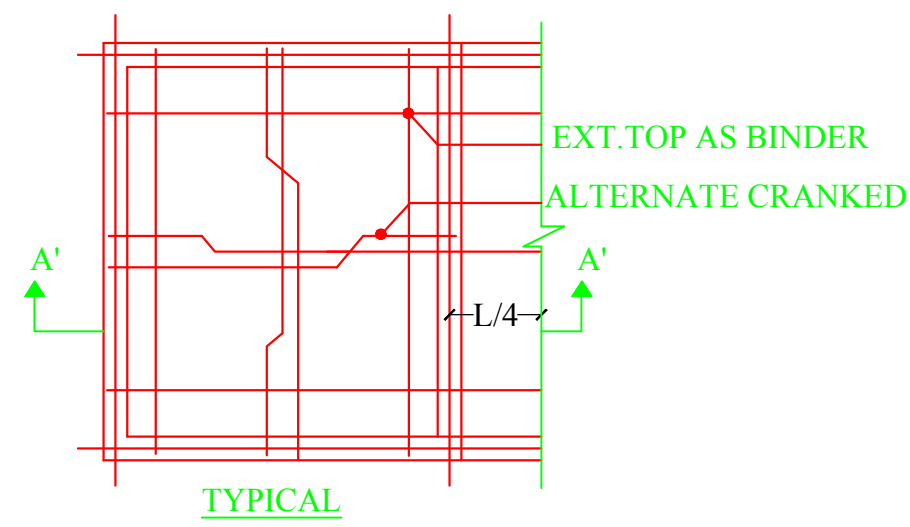 EXT.TOP AS BINDER
ALTERNATE CRANKED
A'
A'
L/4
TYPICAL